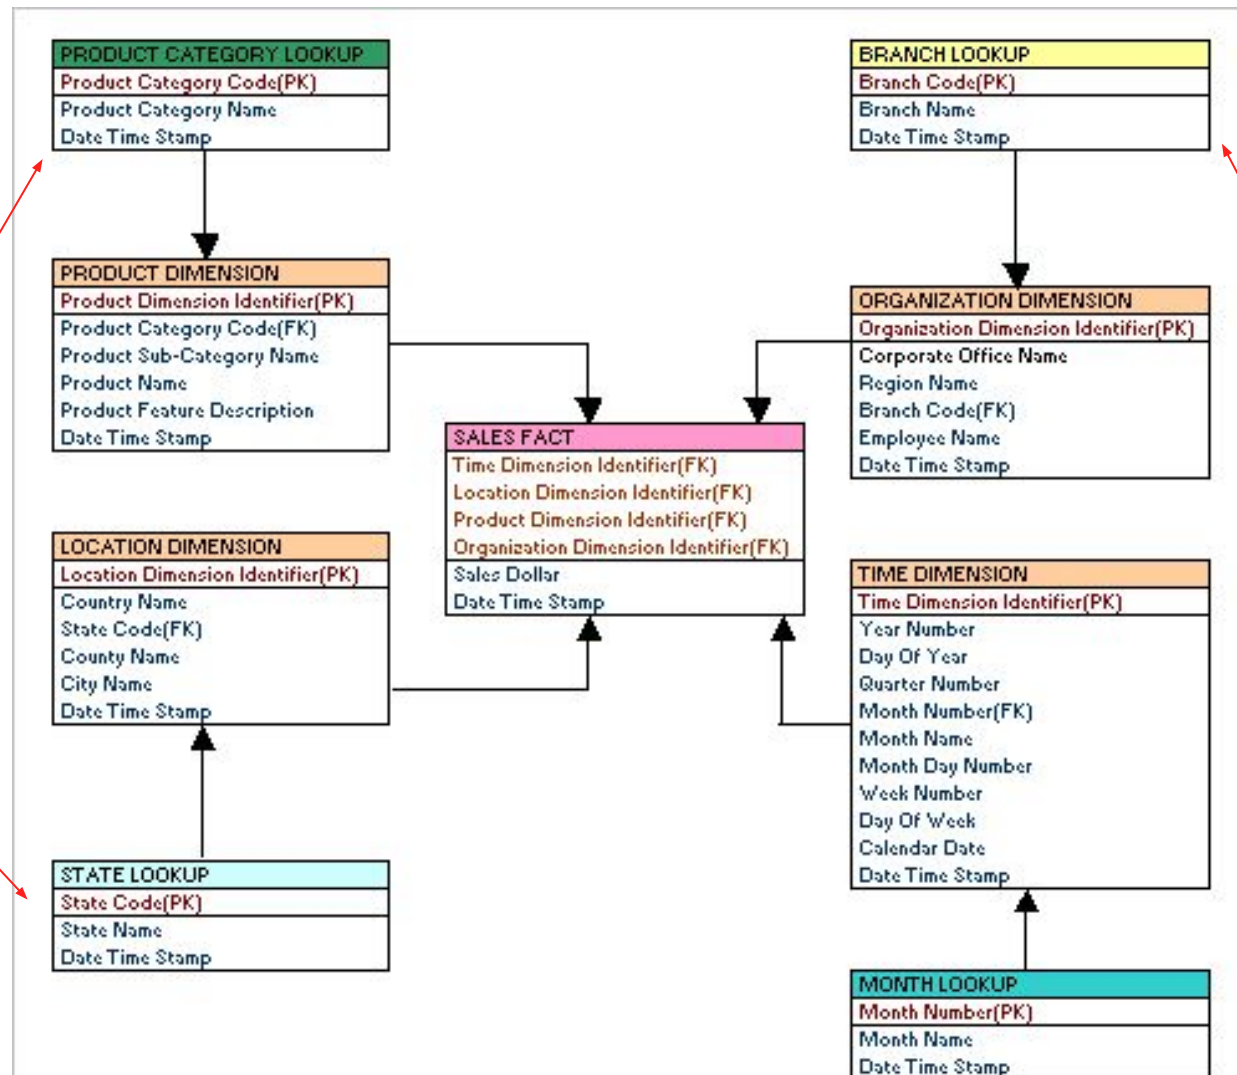 PRODUCT CATEGORY LOOKUP
Product Category Code(PK)
Product Category Name
Date Time Stamp
BRANCH LOOKUP
Branch Code(PK)
Branch Name
Date Time Stamp
PRODUCT DIMENSION
Product Dimension Identifier(PK)
Product Category Code(FK)
Product Sub-Category Name
Product Name
Product Feature Description
Date Time Stamp
ORGANIZATION DIMENSION
Organization Dimension Identifier(PK)
Corporate Office Name
Region Name
Branch Code(FK)
Employee Name
Date Time Stamp
SALES FACT
Time Dimension Identifier(FK)
Location Dimension Identifier(FK)
Product Dimension Identifier(FK)
Organization Dimension Identifier(FK)
Sales Dollar
Date Time Stamp
LOCATION DIMENSION
Location Dimension Identifier(PK)
Country Name
State Code(FK)
County Name
City Name
Date Time Stamp
TIME DIMENSION
Time Dimension Identifier(PK)
Year Number
Day Of Year
Quarter Number
Month Number(FK)
Month Name
Month Day Number
Week Number
Day Of Week
Calendar Date
Date Time Stamp
STATE LOOKUP
State Code(PK)
State Name
Date Time Stamp
MONTH LOOKUP
Month Number(PK)
Month Name
Date Time Stamp